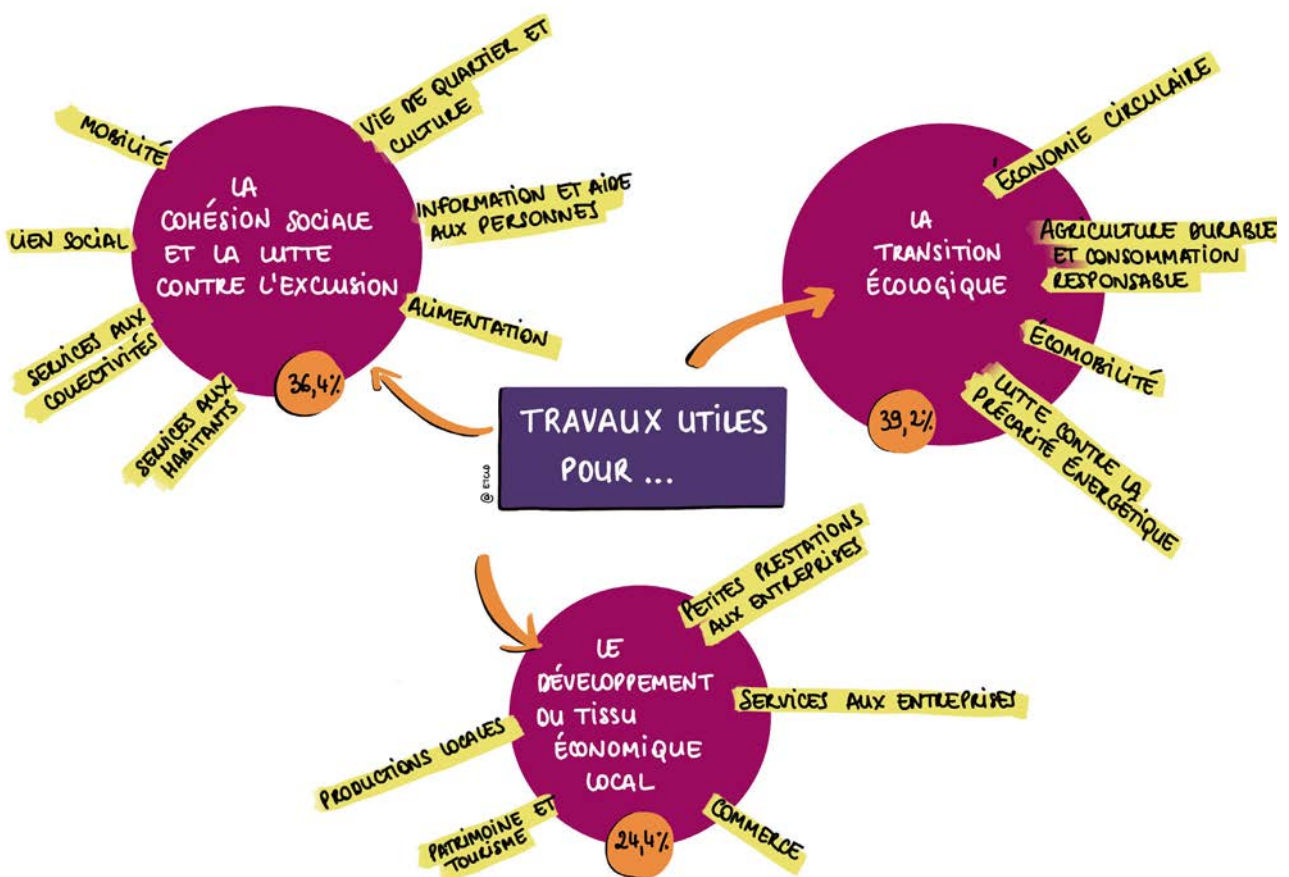 TRAVAUX UTILES
POUR ...
@ ETCLD
LA
COHÉSION SOCIALE
ET LA LUTTE
CONTRE L'EXCLUSION
36,4%
MOBILITÉ
LIEN SOCIAL
SERVICES AUX
COLLECTIVITÉS
SERVICES AUX
HABITANTS
VIE DE QUARTIER ET
CULTURE
INFORMATION ET AIDE
AUX PERSONNES
ALIMENTATION
LA
TRANSITION
ÉCOLOGIQUE
39,2%
ÉCONOMIE CIRCULAIRE
AGRICULTURE DURABLE
ET CONSOMMATION
RESPONSABLE
ÉCOMOBILITÉ
LUTTE CONTRE LA
PRÉCARITÉ ÉNERGÉTIQUE
LE
DÉVELOPPEMENT
DU TISSU
ÉCONOMIQUE
LOCAL
24,4%
PETITES PRESTATIONS
AUX ENTREPRISES
SERVICES AUX ENTREPRISES
COMMERCE
PRODUCTIONS LOCALES
PATRIMOINE ET
TOURISME